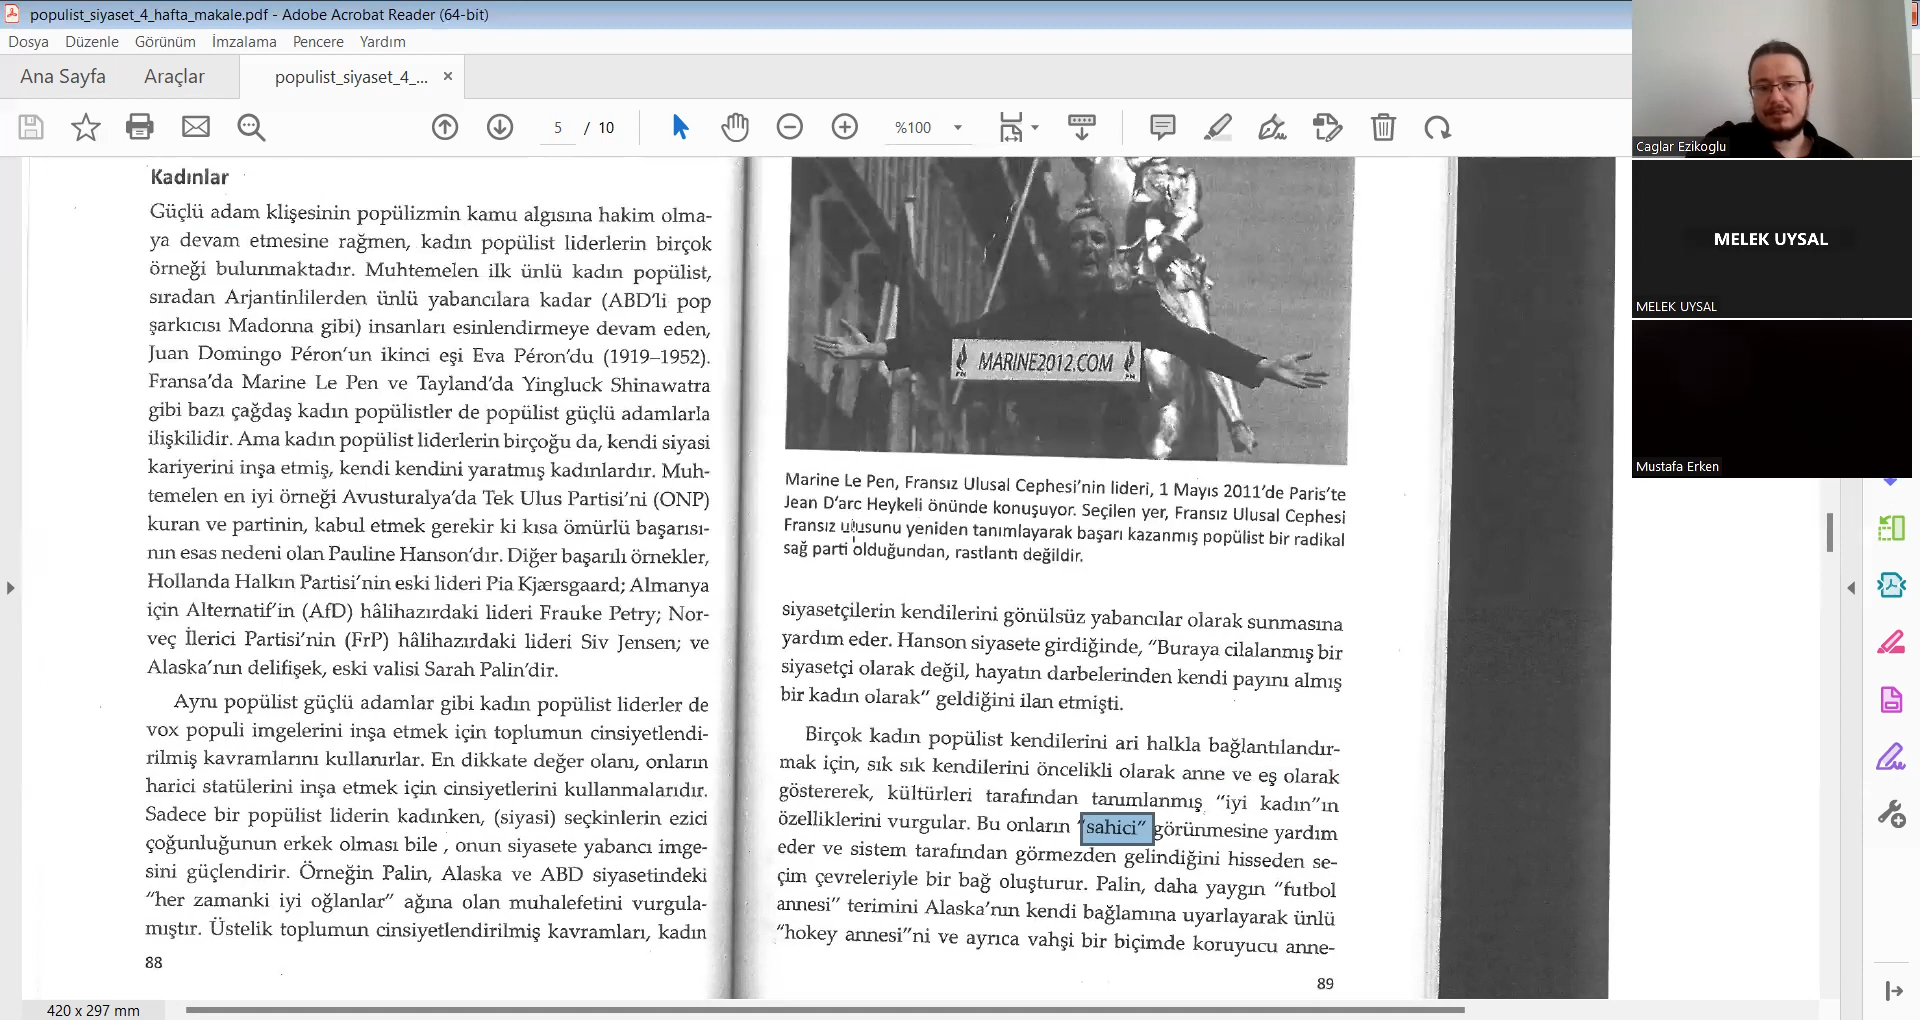 populist_siyaset_4_hafta_makale.pdf - Adobe Acrobat Reader (64-bit)
Dosya Düzenle Görünüm İmzalama Pencere Yardım
Ana Sayfa Araçlar populist_siyaset_4_... ×
5 / 10 %100
Kadınlar
Güçlü adam klişesinin popülizmin kamu algısına hakim olma-
ya devam etmesine rağmen, kadın popülist liderlerin birçok
örneği bulunmaktadır. Muhtemelen ilk ünlü kadın popülist,
sıradan Arjantinlilerden ünlü yabancılara kadar (ABD'li pop
şarkıcısı Madonna gibi) insanları esinlendirmeye devam eden,
Juan Domingo Péron'un ikinci eşi Eva Péron'du (1919–1952).
Fransa'da Marine Le Pen ve Tayland'da Yingluck Shinawatra
gibi bazı çağdaş kadın popülistler de popülist güçlü adamlarla
ilişkilidir. Ama kadın popülist liderlerin birçoğu da, kendi siyasi
kariyerini inşa etmiş, kendi kendini yaratmış kadınlardır. Muh-
temelen en iyi örneği Avusturalya'da Tek Ulus Partisi'ni (ONP)
kuran ve partinin, kabul etmek gerekir ki kısa ömürlü başarısı-
nın esas nedeni olan Pauline Hanson'dır. Diğer başarılı örnekler,
Hollanda Halkın Partisi'nin eski lideri Pia Kjærsgaard; Almanya
için Alternatif'in (AfD) hâlihazırdaki lideri Frauke Petry; Nor-
veç İlerici Partisi'nin (FrP) hâlihazırdaki lideri Siv Jensen; ve
Alaska'nın delifişek, eski valisi Sarah Palin'dir.
Aynı popülist güçlü adamlar gibi kadın popülist liderler de
vox populi imgelerini inşa etmek için toplumun cinsiyetlendi-
rilmiş kavramlarını kullanırlar. En dikkate değer olanı, onların
harici statülerini inşa etmek için cinsiyetlerini kullanmalarıdır.
Sadece bir popülist liderin kadınken, (siyasi) seçkinlerin ezici
çoğunluğunun erkek olması bile , onun siyasete yabancı imge-
sini güçlendirir. Örneğin Palin, Alaska ve ABD siyasetindeki
"her zamanki iyi oğlanlar" ağına olan muhalefetini vurgula-
mıştır. Üstelik toplumun cinsiyetlendirilmiş kavramları, kadın
88
MARINE2012.COM
Marine Le Pen, Fransız Ulusal Cephesi'nin lideri, 1 Mayıs 2011'de Paris'te
Jean D'arc Heykeli önünde konuşuyor. Seçilen yer, Fransız Ulusal Cephesi
Fransız ulusunu yeniden tanımlayarak başarı kazanmış popülist bir radikal
sağ parti olduğundan, rastlantı değildir.
siyasetçilerin kendilerini gönülsüz yabancılar olarak sunmasına
yardım eder. Hanson siyasete girdiğinde, "Buraya cilalanmış bir
siyasetçi olarak değil, hayatın darbelerinden kendi payını almış
bir kadın olarak" geldiğini ilan etmişti.
Birçok kadın popülist kendilerini ari halkla bağlantılandır-
mak için, sık sık kendilerini öncelikli olarak anne ve eş olarak
göstererek, kültürleri tarafından tanımlanmış "iyi kadın"ın
özelliklerini vurgular. Bu onların "sahici" görünmesine yardım
eder ve sistem tarafından görmezden gelindiğini hisseden se-
çim çevreleriyle bir bağ oluşturur. Palin, daha yaygın "futbol
annesi" terimini Alaska'nın kendi bağlamına uyarlayarak ünlü
"hokey annesi"ni ve ayrıca vahşi bir biçimde koruyucu anne-
89
420 x 297 mm
Caglar Ezikoglu
MELEK UYSAL
MELEK UYSAL
Mustafa Erken